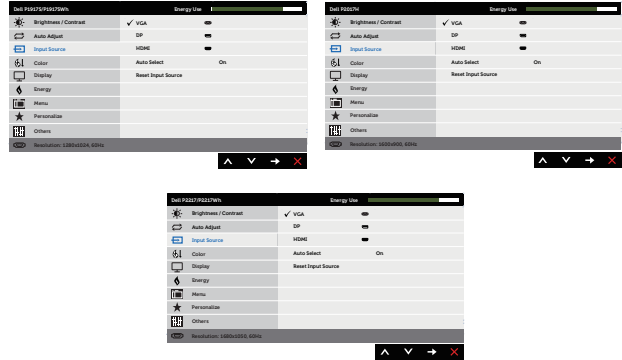 Dell P1917S/P1917SWh Energy Use
Brightness / Contrast VGA
Auto Adjust DP
Input Source HDMI
Color Auto Select On
Display Reset Input Source
Energy
Menu
Personalize
Others
Resolution: 1280x1024, 60Hz
Dell P2017H Energy Use
Brightness / Contrast VGA
Auto Adjust DP
Input Source HDMI
Color Auto Select On
Display Reset Input Source
Energy
Menu
Personalize
Others
Resolution: 1600x900, 60Hz
Dell P2217/P2217Wh Energy Use
Brightness / Contrast VGA
Auto Adjust DP
Input Source HDMI
Color Auto Select On
Display Reset Input Source
Energy
Menu
Personalize
Others
Resolution: 1680x1050, 60Hz